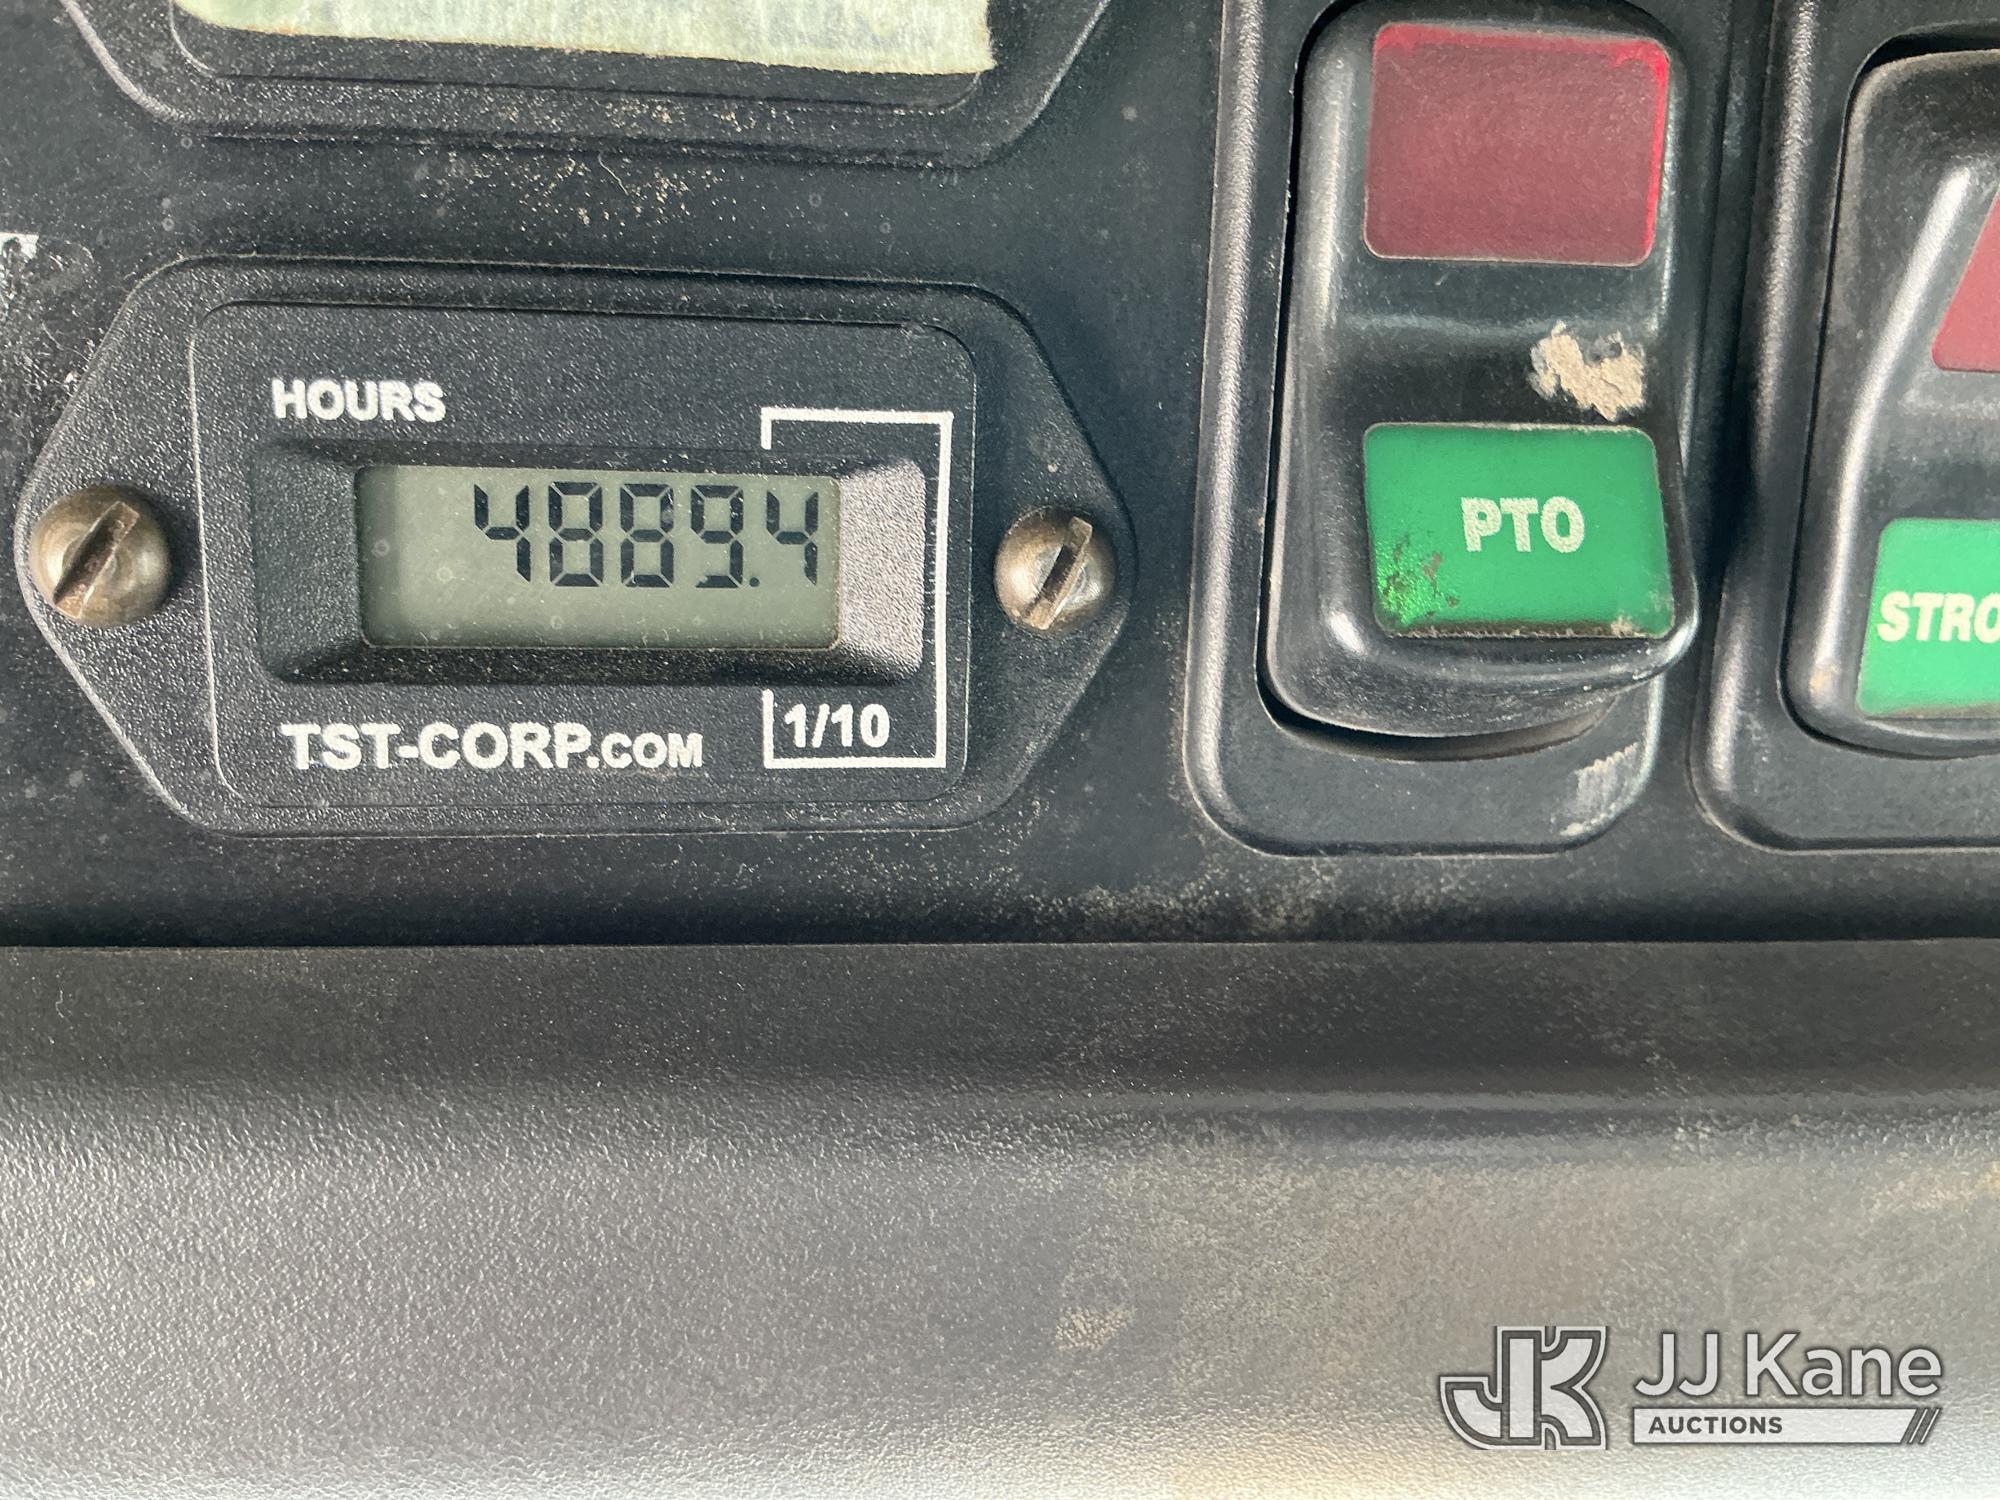 HOURS
4889.4
TST-CORP.COM
1/10
PTO
STRO
JJ Kane
AUCTIONS